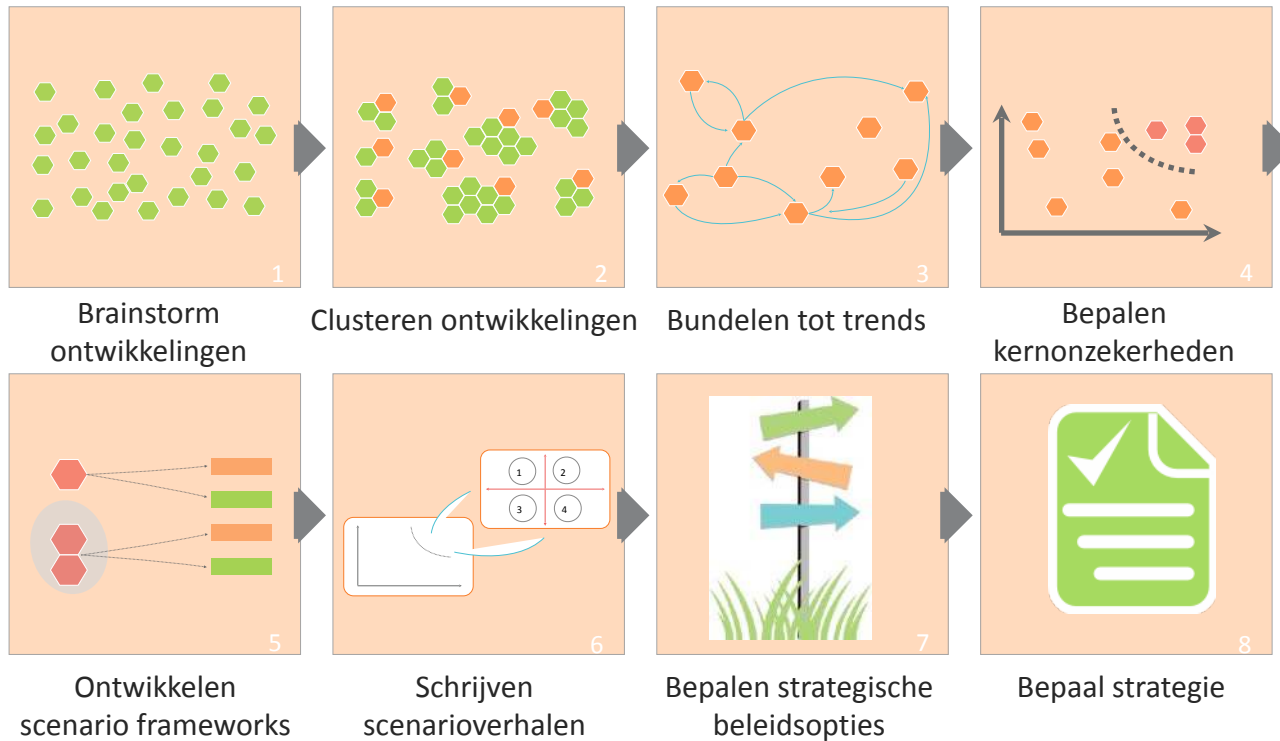 1
2
3
4
Brainstorm
ontwikkelingen
Clusteren ontwikkelingen
Bundelen tot trends
Bepalen
kernonzekerheden
5
1
2
3
4
6
7
8
Ontwikkelen
scenario frameworks
Schrijven
scenarioverhalen
Bepalen strategische
beleidsopties
Bepaal strategie